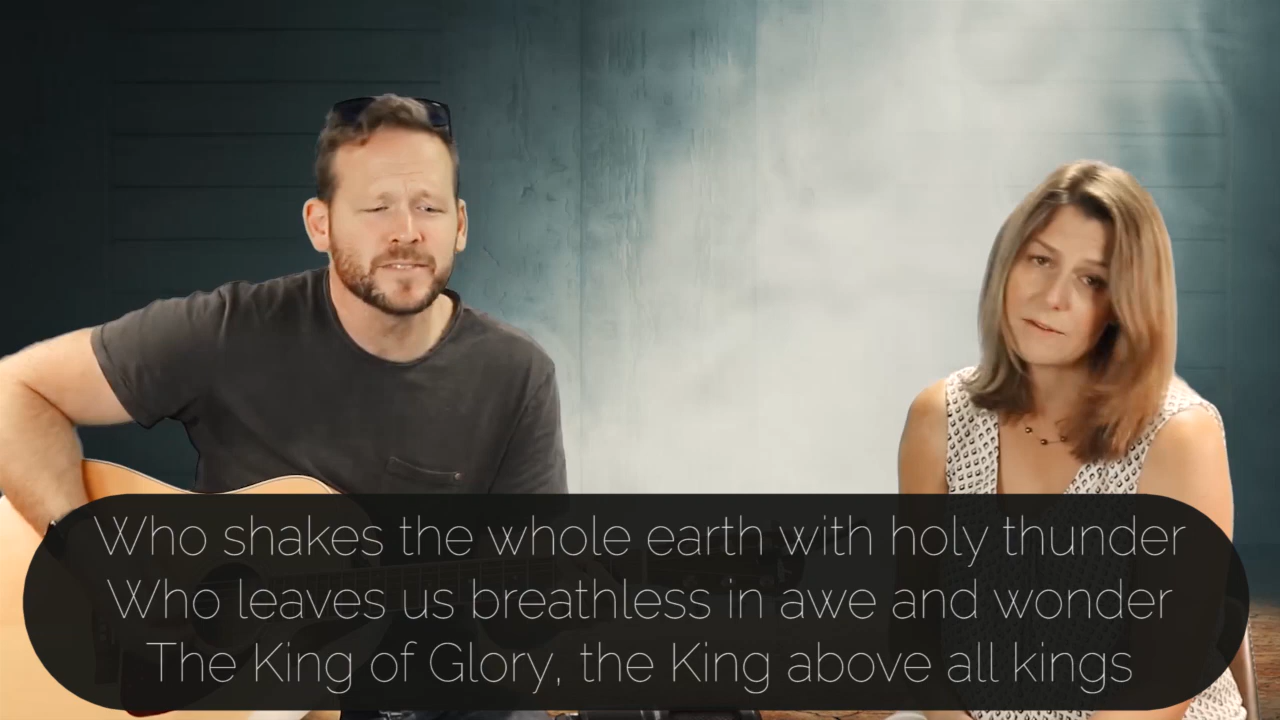 Who shakes the whole earth with holy thunder
Who leaves us breathless in awe and wonder
The King of Glory, the King above all kings